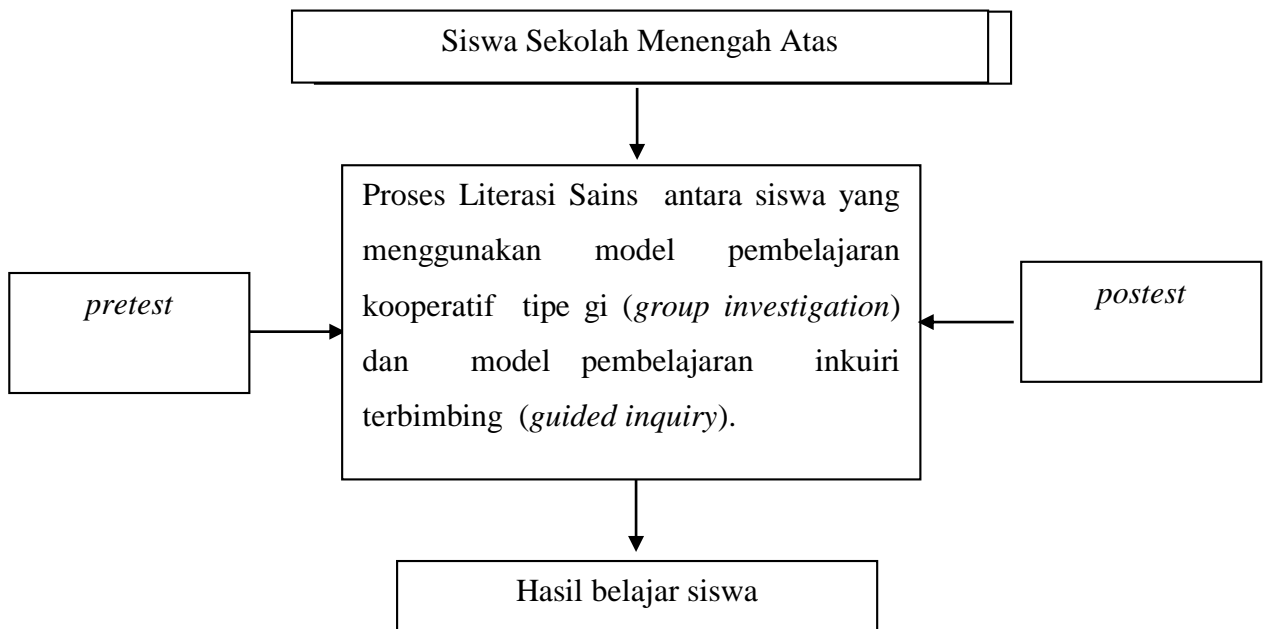 Siswa Sekolah Menengah Atas
Proses Literasi Sains antara siswa yang
menggunakan model pembelajaran
kooperatif tipe gi (group investigation)
dan model pembelajaran inkuiri
terbimbing (guided inquiry).
pretest
postest
Hasil belajar siswa